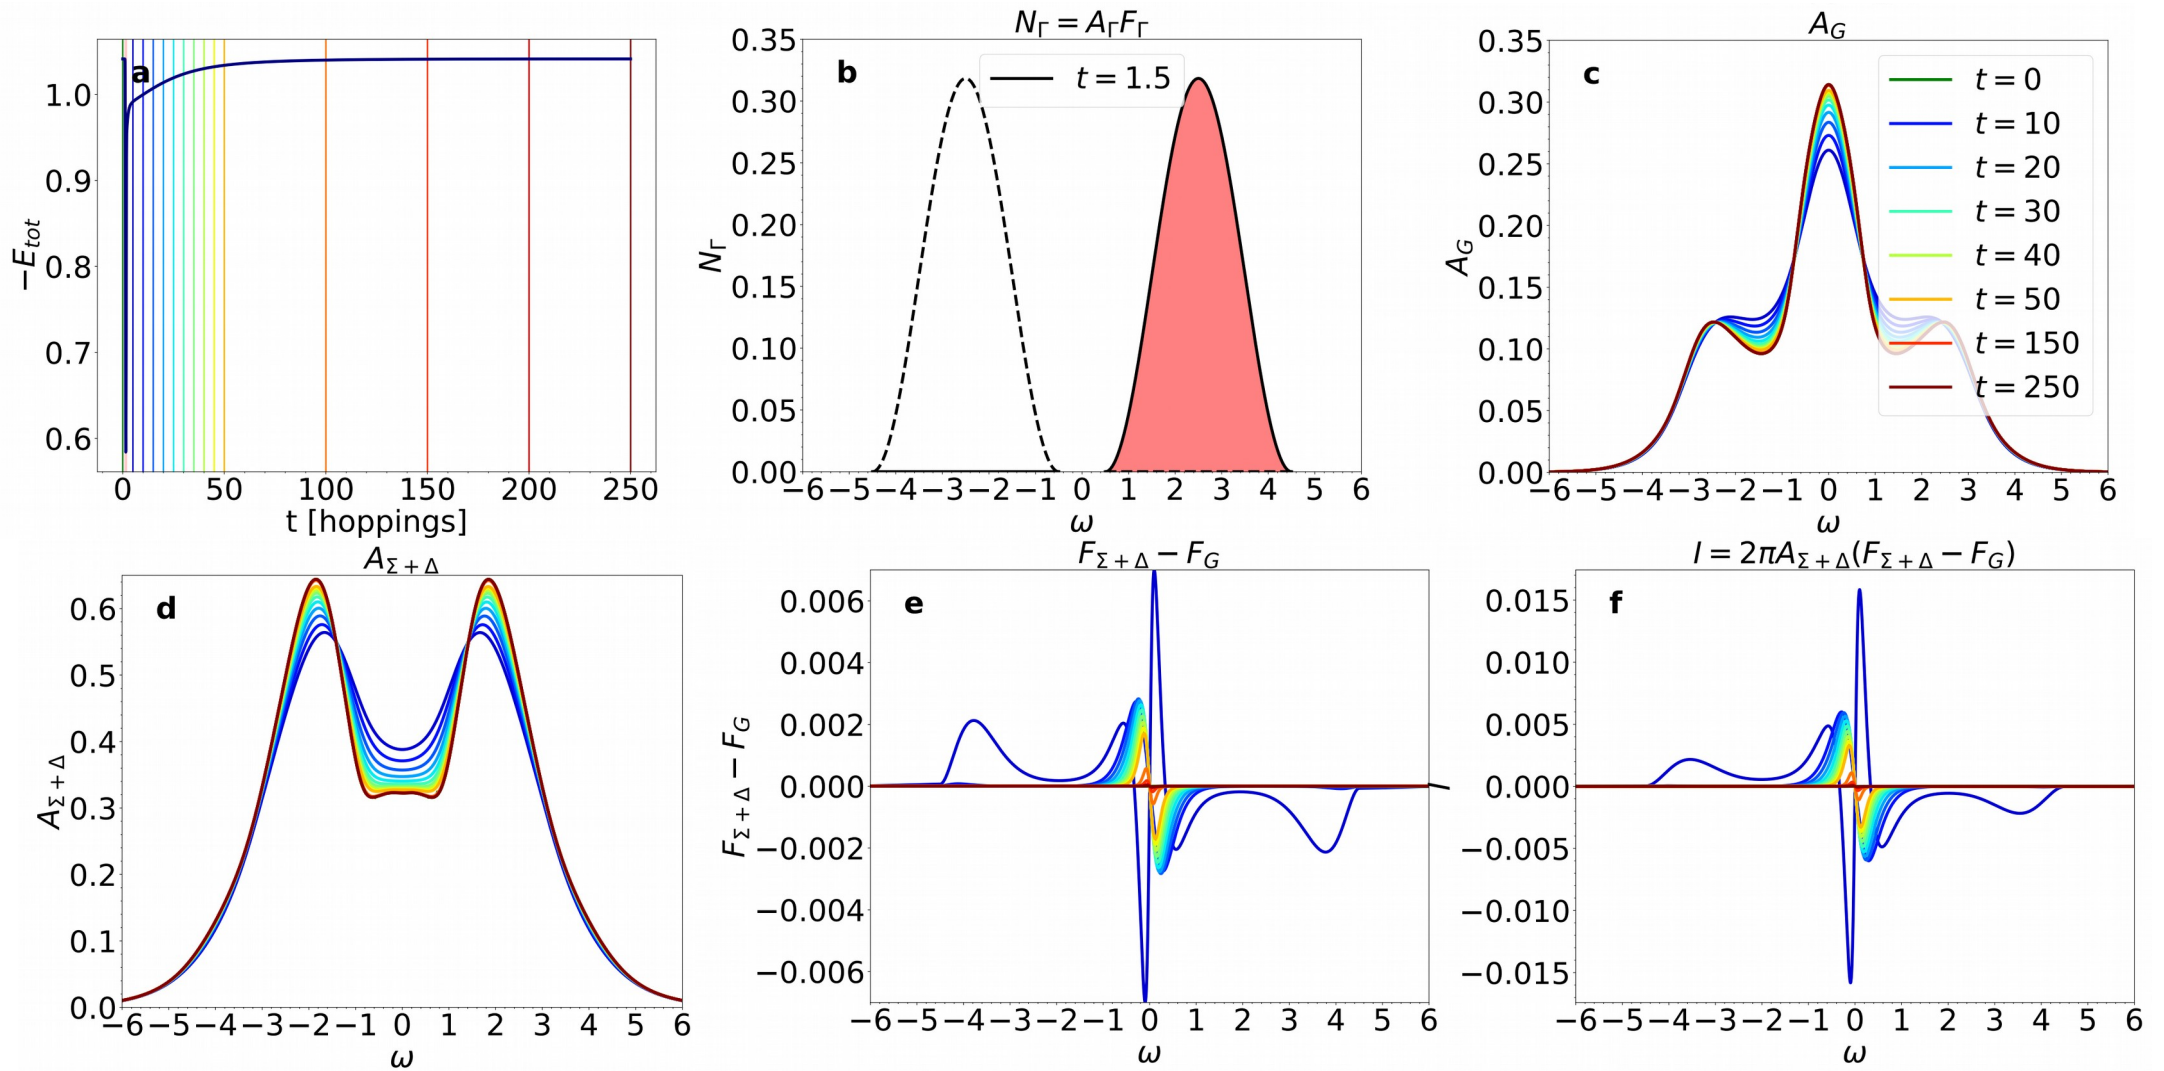 a
1.0
0.9
0.8
0.7
0.6
−E_tot
0 50 100 150 200 250
t [hoppings]
N_Γ = A_Γ F_Γ
b
t = 1.5
0.35
0.30
0.25
0.20
0.15
0.10
0.05
0.00
N_Γ
−6 −5 −4 −3 −2 −1 0 1 2 3 4 5 6
ω
A_G
c
t = 0
t = 10
t = 20
t = 30
t = 40
t = 50
t = 150
t = 250
0.35
0.30
0.25
0.20
0.15
0.10
0.05
0.00
A_G
−6 −5 −4 −3 −2 −1 0 1 2 3 4 5 6
ω
A_Σ+Δ
d
0.6
0.5
0.4
0.3
0.2
0.1
0.0
A_Σ+Δ
−6 −5 −4 −3 −2 −1 0 1 2 3 4 5 6
ω
F_Σ+Δ − F_G
e
0.006
0.004
0.002
0.000
−0.002
−0.004
−0.006
F_Σ+Δ − F_G
−6 −5 −4 −3 −2 −1 0 1 2 3 4 5 6
ω
I = 2πA_Σ+Δ(F_Σ+Δ − F_G)
f
0.015
0.010
0.005
0.000
−0.005
−0.010
−0.015
−6 −5 −4 −3 −2 −1 0 1 2 3 4 5 6
ω